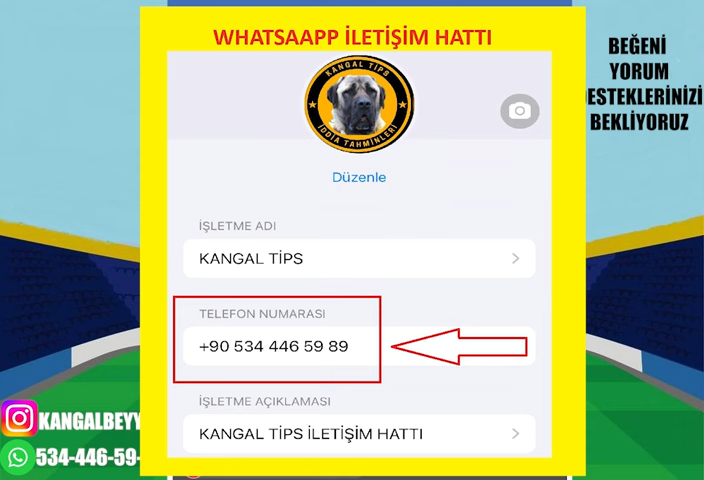 WHATSAAPP İLETİŞİM HATTI
BEĞENİ
YORUM
DESTEKLERİNİZİ
BEKLİYORUZ
KANGAL TİPS
İDDİA TAHMİNLERİ
Düzenle
İŞLETME ADI
KANGAL TİPS
TELEFON NUMARASI
+90 534 446 59 89
İŞLETME AÇIKLAMASI
KANGAL TİPS İLETİŞİM HATTI
KANGALBEYY
534-446-59-